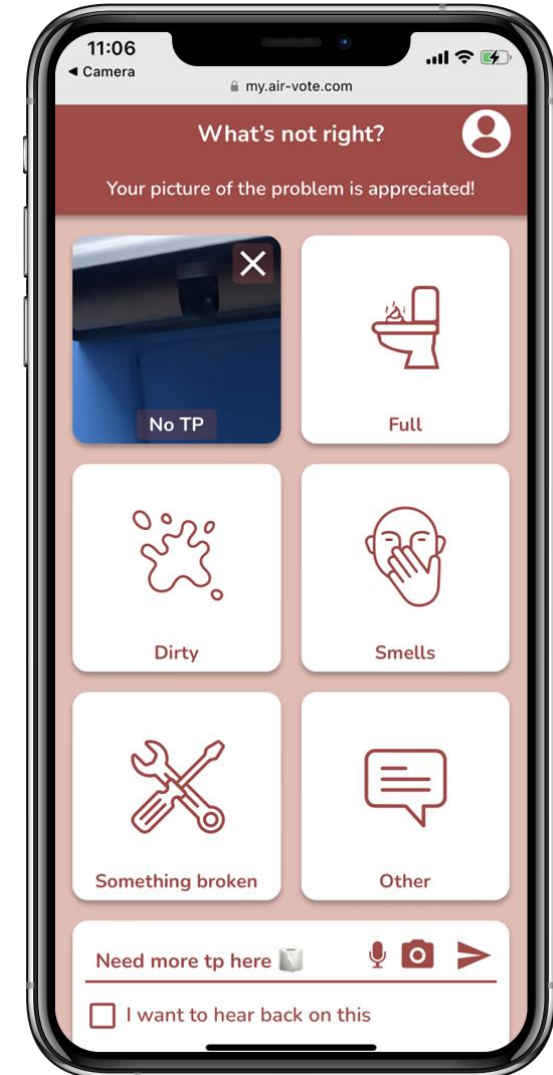 11:06
◀ Camera
my.air-vote.com
What's not right?
Your picture of the problem is appreciated!
No TP
Full
Dirty
Smells
Something broken
Other
Need more tp here
I want to hear back on this